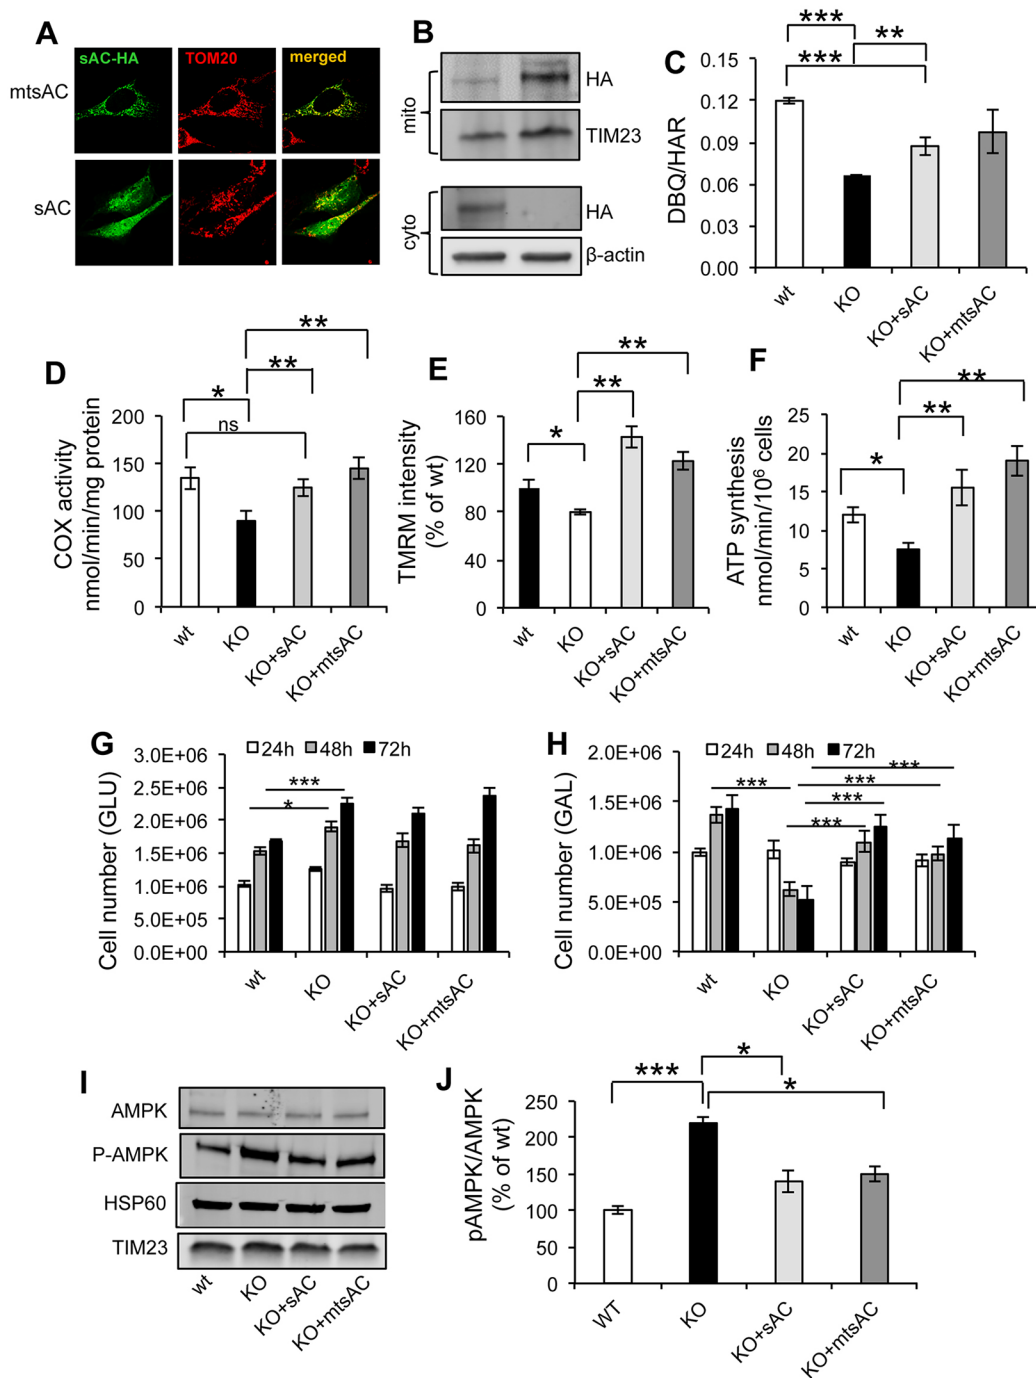 A
sAC-HA
TOM20
merged
mtsAC
sAC
B
mito
HA
TIM23
cyto
HA
β-actin
C
***
**
***
DBQ/HAR
0.15
0.12
0.09
0.06
0.03
0.00
wt
KO
KO+sAC
KO+mtsAC
D
**
**
*
ns
COX activity
nmol/min/mg protein
200
150
100
50
0
wt
KO
KO+sAC
KO+mtsAC
E
**
**
*
TMRM intensity
(% of wt)
160
120
80
40
0
wt
KO
KO+sAC
KO+mtsAC
F
**
**
*
ATP synthesis
nmol/min/10⁶ cells
25
20
15
10
5
0
wt
KO
KO+sAC
KO+mtsAC
G
24h 48h 72h
***
*
Cell number (GLU)
3.0E+06
2.5E+06
2.0E+06
1.5E+06
1.0E+06
5.0E+05
0.0E+00
wt
KO
KO+sAC
KO+mtsAC
H
24h 48h 72h
***
***
***
***
***
Cell number (GAL)
2.0E+06
1.5E+06
1.0E+06
5.0E+05
0.0E+00
wt
KO
KO+sAC
KO+mtsAC
I
AMPK
P-AMPK
HSP60
TIM23
wt
KO
KO+sAC
KO+mtsAC
J
*
***
*
pAMPK/AMPK
(% of wt)
250
200
150
100
50
0
WT
KO
KO+sAC
KO+mtsAC